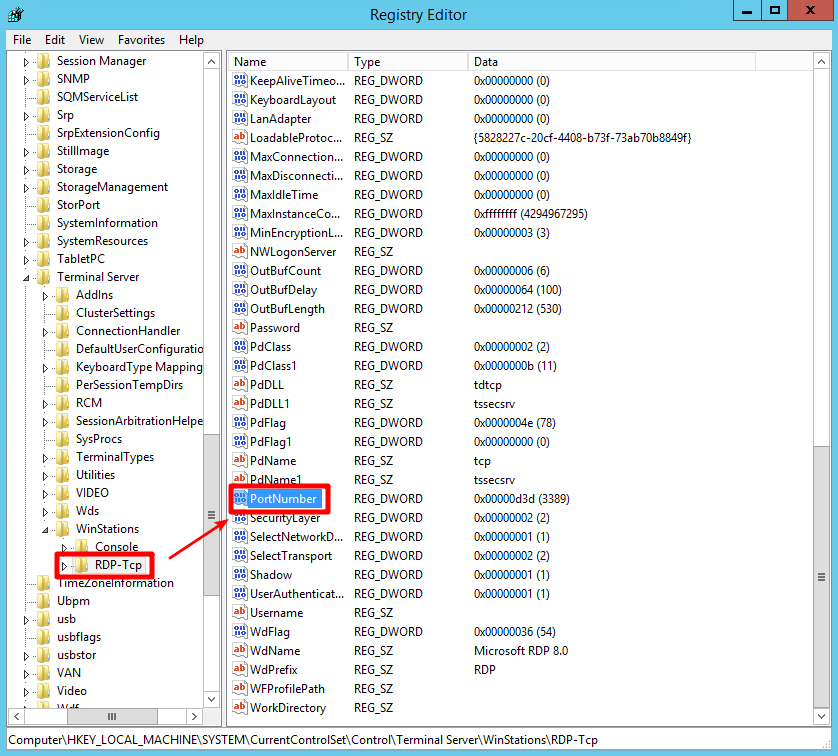 Registry Editor
File Edit View Favorites Help
Session Manager
SNMP
SQMServiceList
Srp
SrpExtensionConfig
StillImage
Storage
StorageManagement
StorPort
SystemInformation
SystemResources
TabletPC
Terminal Server
AddIns
ClusterSettings
ConnectionHandler
DefaultUserConfiguratio
KeyboardType Mapping
PerSessionTempDirs
RCM
SessionArbitrationHelpe
SysProcs
TerminalTypes
Utilities
VIDEO
Wds
WinStations
Console
RDP-Tcp
TimeZoneInformation
Ubpm
usb
usbflags
usbstor
VAN
Video
Wdf
Name Type Data
KeepAliveTimeo... REG_DWORD 0x00000000 (0)
KeyboardLayout REG_DWORD 0x00000000 (0)
LanAdapter REG_DWORD 0x00000000 (0)
LoadableProtoc... REG_SZ {5828227c-20cf-4408-b73f-73ab70b8849f}
MaxConnection... REG_DWORD 0x00000000 (0)
MaxDisconnecti... REG_DWORD 0x00000000 (0)
MaxIdleTime REG_DWORD 0x00000000 (0)
MaxInstanceCo... REG_DWORD 0xffffffff (4294967295)
MinEncryptionL... REG_DWORD 0x00000003 (3)
NWLogonServer REG_SZ
OutBufCount REG_DWORD 0x00000006 (6)
OutBufDelay REG_DWORD 0x00000064 (100)
OutBufLength REG_DWORD 0x00000212 (530)
Password REG_SZ
PdClass REG_DWORD 0x00000002 (2)
PdClass1 REG_DWORD 0x0000000b (11)
PdDLL REG_SZ tdtcp
PdDLL1 REG_SZ tssecsrv
PdFlag REG_DWORD 0x0000004e (78)
PdFlag1 REG_DWORD 0x00000000 (0)
PdName REG_SZ tcp
PdName1 REG_SZ tssecsrv
PortNumber REG_DWORD 0x00000d3d (3389)
SecurityLayer REG_DWORD 0x00000002 (2)
SelectNetworkD... REG_DWORD 0x00000001 (1)
SelectTransport REG_DWORD 0x00000002 (2)
Shadow REG_DWORD 0x00000001 (1)
UserAuthenticat... REG_DWORD 0x00000001 (1)
Username REG_SZ
WdFlag REG_DWORD 0x00000036 (54)
WdName REG_SZ Microsoft RDP 8.0
WdPrefix REG_SZ RDP
WFProfilePath REG_SZ
WorkDirectory REG_SZ
Computer\HKEY_LOCAL_MACHINE\SYSTEM\CurrentControlSet\Control\Terminal Server\WinStations\RDP-Tcp